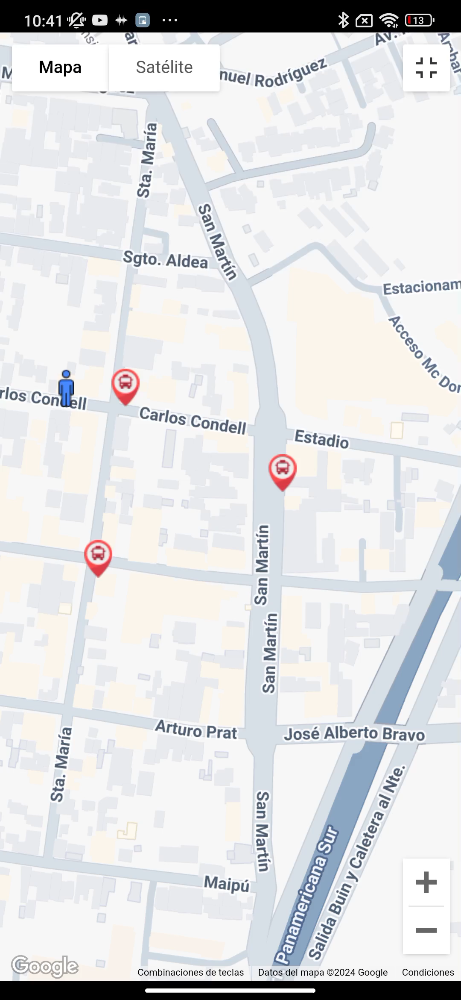 10:41
13
Mapa
Satélite
nuel Rodríguez
Av.
Sta. María
San Martín
Sgto. Aldea
Estacionam
Acceso Mc Don
rlos Condell
Carlos Condell
Estadio
San Martín
San Martín
Arturo Prat
José Alberto Bravo
Sta. María
San Martín
Salida Buin y Caletera al Nte.
Panamericana Sur
Maipú
+
−
Google
Combinaciones de teclas
Datos del mapa ©2024 Google
Condiciones